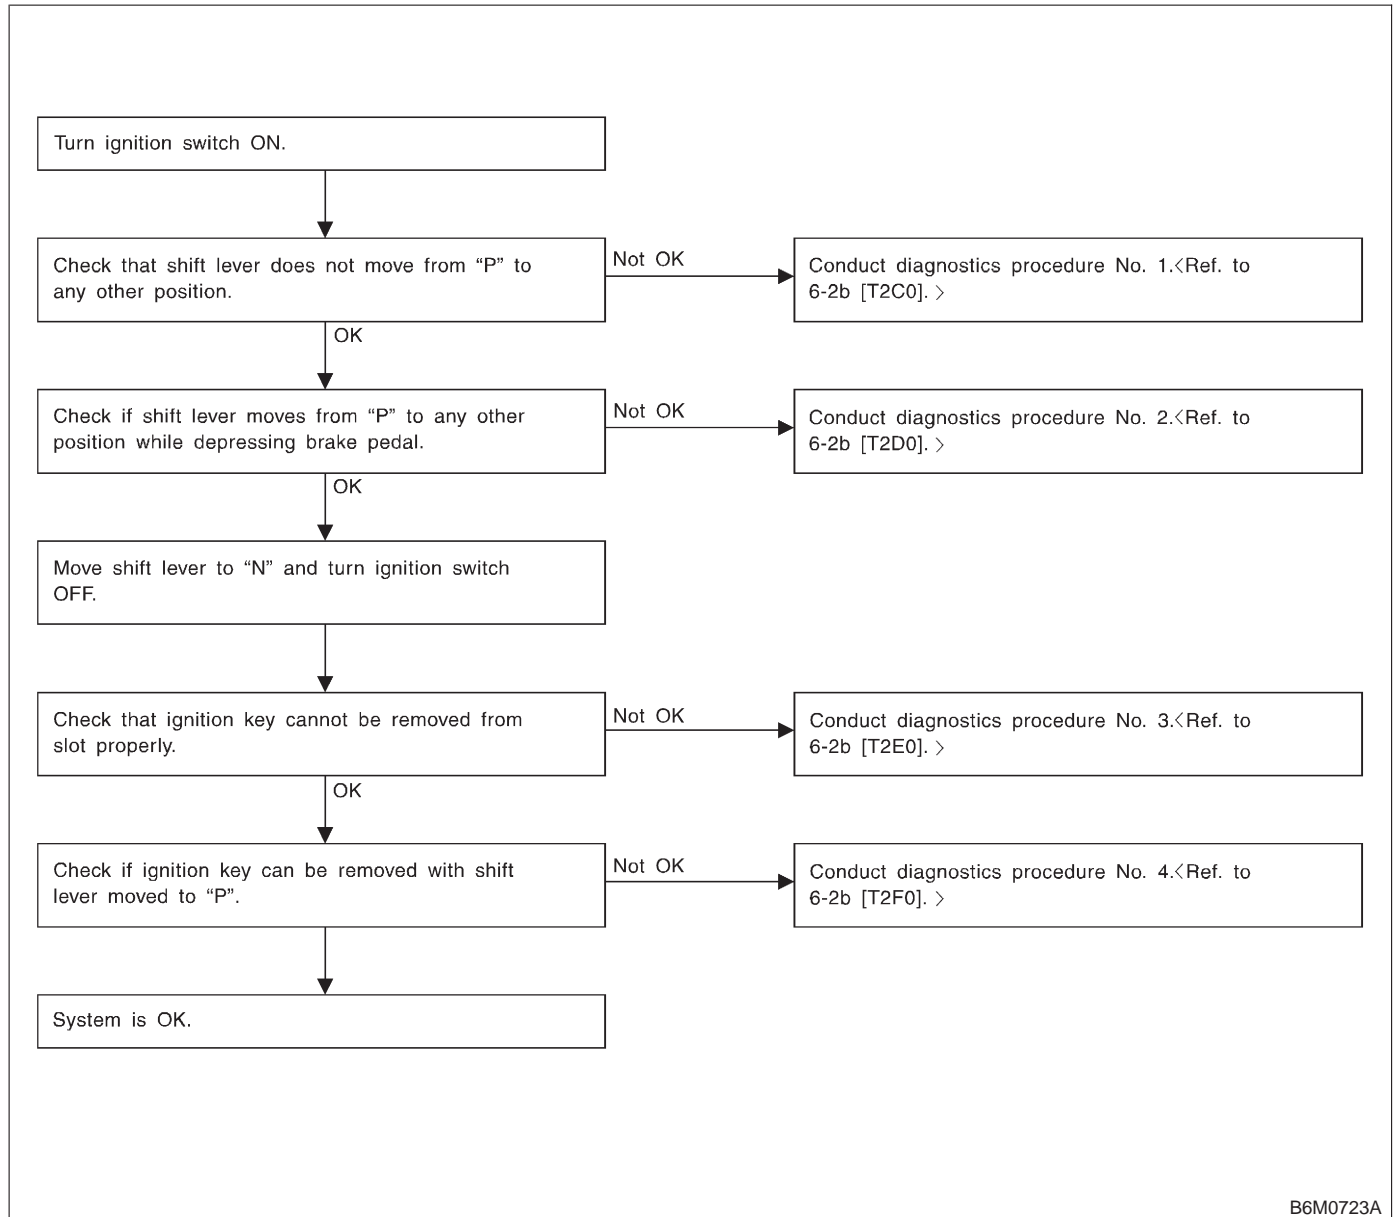 Turn ignition switch ON.
Check that shift lever does not move from “P” to
any other position.
Not OK
Conduct diagnostics procedure No. 1.<Ref. to
6-2b [T2C0]. >
OK
Check if shift lever moves from “P” to any other
position while depressing brake pedal.
Not OK
Conduct diagnostics procedure No. 2.<Ref. to
6-2b [T2D0]. >
OK
Move shift lever to “N” and turn ignition switch
OFF.
Check that ignition key cannot be removed from
slot properly.
Not OK
Conduct diagnostics procedure No. 3.<Ref. to
6-2b [T2E0]. >
OK
Check if ignition key can be removed with shift
lever moved to “P”.
Not OK
Conduct diagnostics procedure No. 4.<Ref. to
6-2b [T2F0]. >
System is OK.
B6M0723A